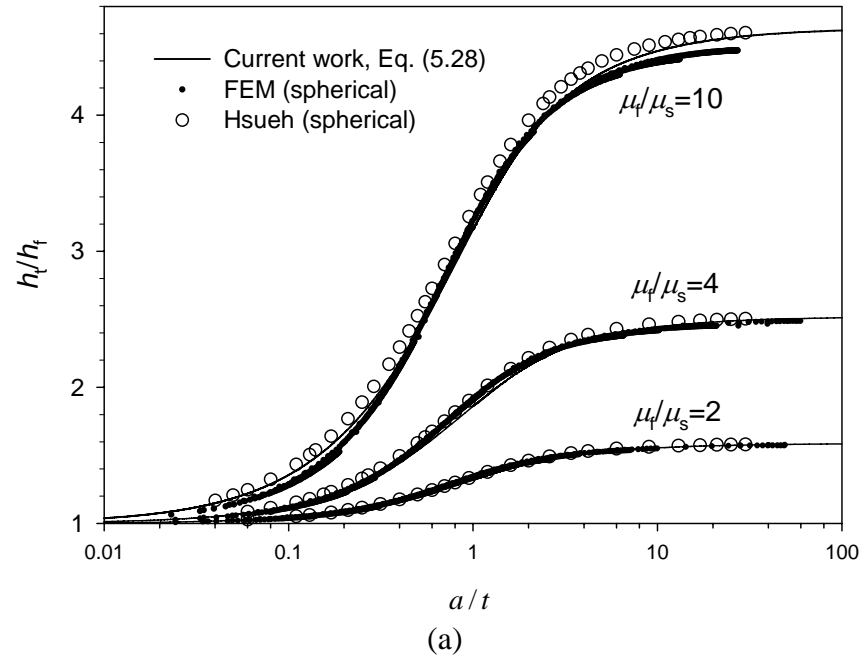 Current work, Eq. (5.28)
FEM (spherical)
Hsueh (spherical)
μf/μs=10
μf/μs=4
μf/μs=2
ht/hf
4
3
2
1
0.01 0.1 1 10 100
a/t
(a)